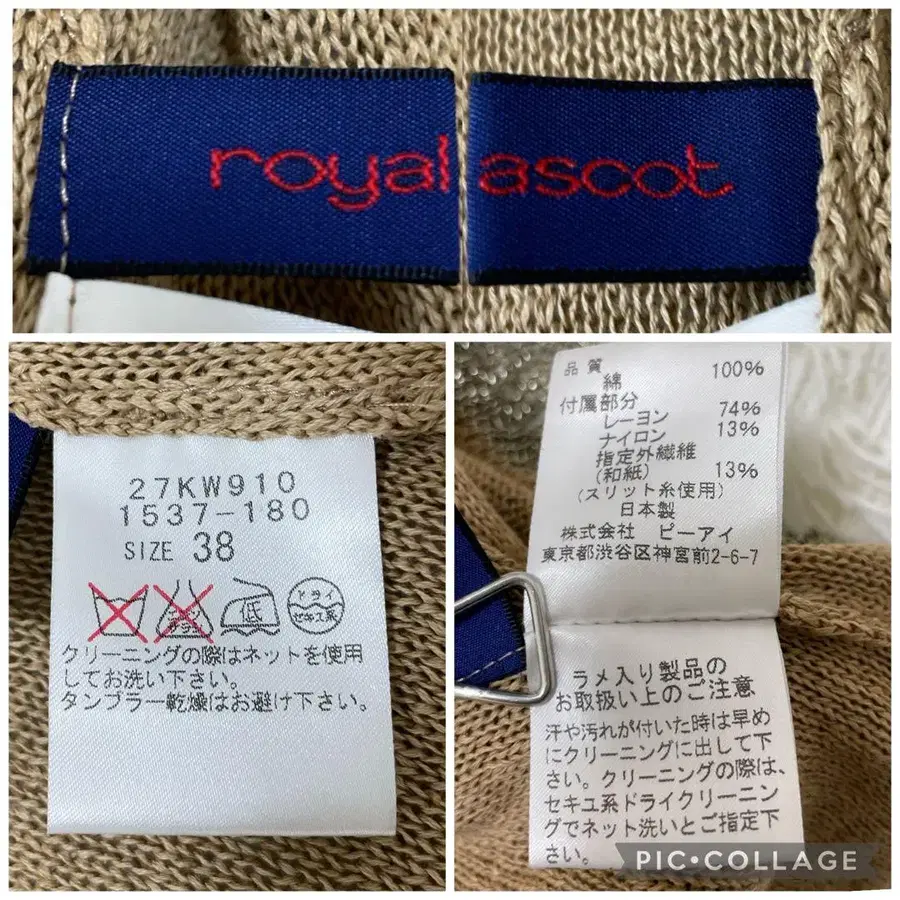 royal ascot
27KW910
1537-180
SIZE 38
エンソ
サラシ
低
ドライ
セキユ系
クリーニングの際はネットを使用
してお洗い下さい。
タンブラー乾燥はお避け下さい。
品質
綿 100%
付属部分
レーヨン 74%
ナイロン 13%
指定外繊維
(和紙) 13%
(スリット糸使用)
日本製
株式会社 ピーアイ
東京都渋谷区神宮前2-6-7
ラメ入り製品の
お取扱い上のご注意
汗や汚れが付いた時は早め
にクリーニングに出して下
さい。クリーニングの際は、
セキユ系ドライクリーニン
グでネット洗いとご指定下
さい。
PIC•COLLAGE